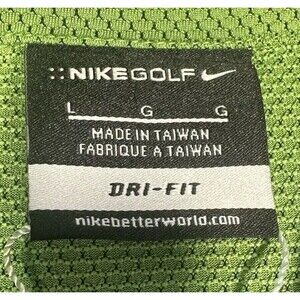 ::NIKEGOLF
L G G
MADE IN TAIWAN
FABRIQUE A TAIWAN
DRI-FIT
nikebetterworld.com